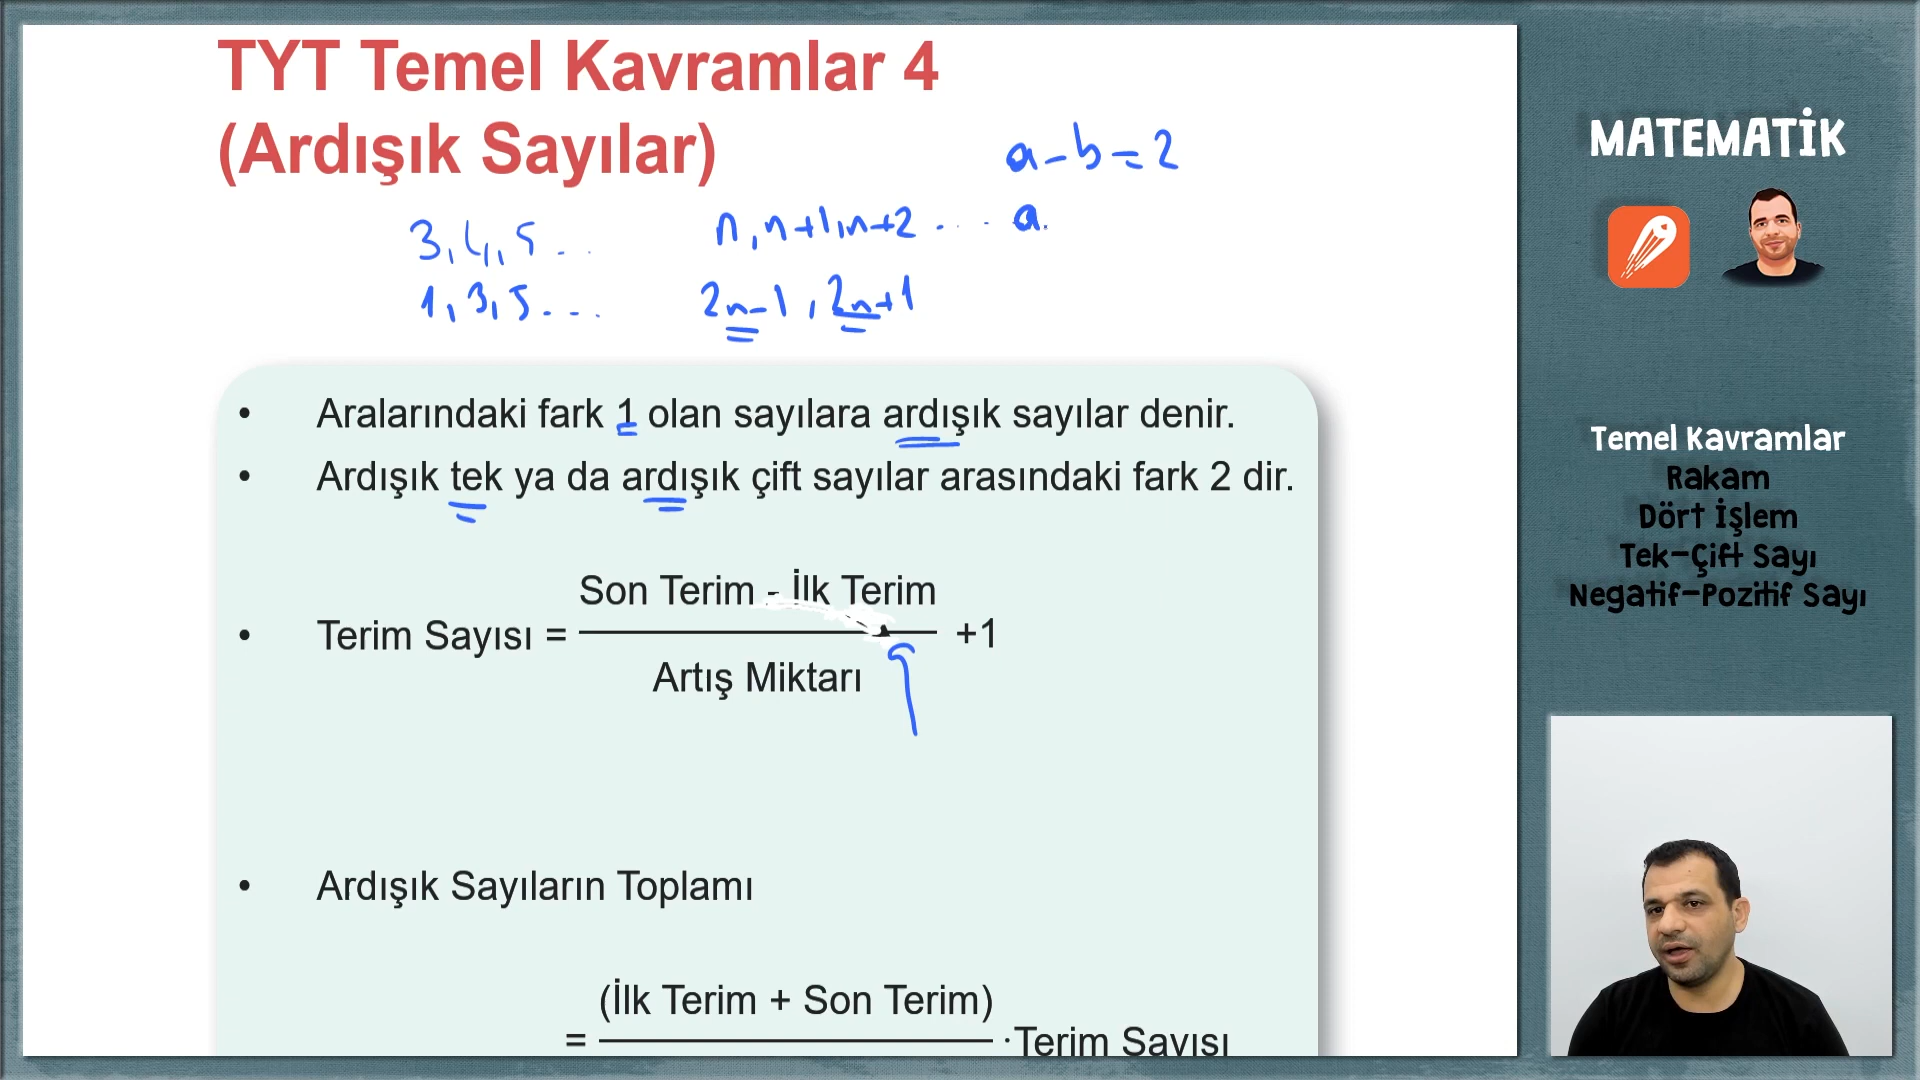 TYT Temel Kavramlar 4
(Ardışık Sayılar)
a-b=2
3,4,5...
n,n+1,n+2.... a.
1,3,5...
2n-1,2n+1
• Aralarındaki fark 1 olan sayılara ardışık sayılar denir.
• Ardışık tek ya da ardışık çift sayılar arasındaki fark 2 dir.
Son Terim - İlk Terim
• Terim Sayısı = +1
Artış Miktarı
• Ardışık Sayıların Toplamı
(İlk Terim + Son Terim)
= ·Terim Sayısı
MATEMATİK
Temel Kavramlar
Rakam
Dört İşlem
Tek-Çift Sayı
Negatif-Pozitif Sayı